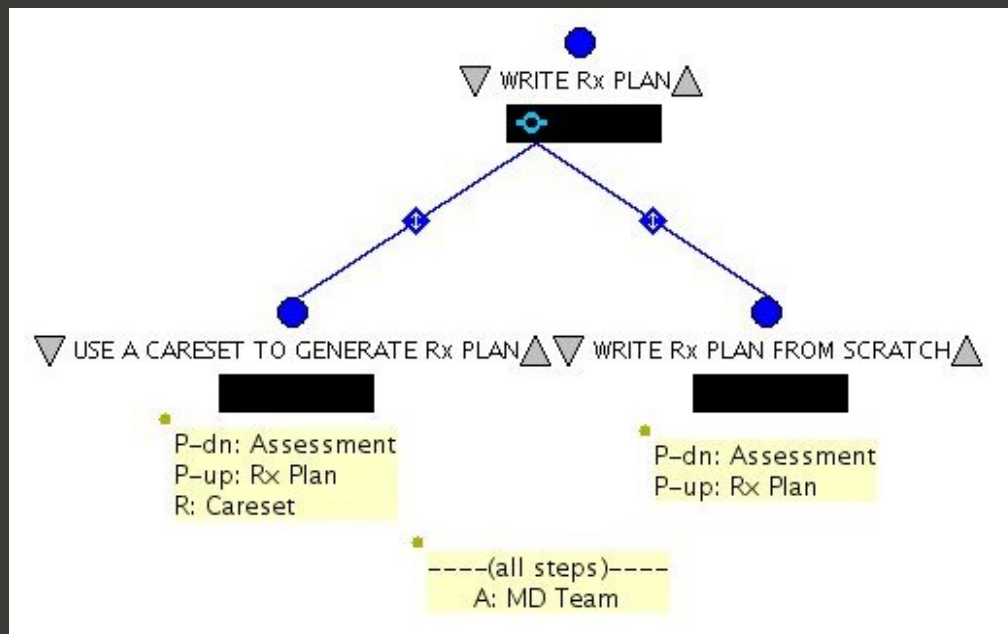 WRITE Rx PLAN
USE A CARESET TO GENERATE Rx PLAN
WRITE Rx PLAN FROM SCRATCH
P-dn: Assessment
P-up: Rx Plan
R: Careset
P-dn: Assessment
P-up: Rx Plan
----(all steps)----
A: MD Team